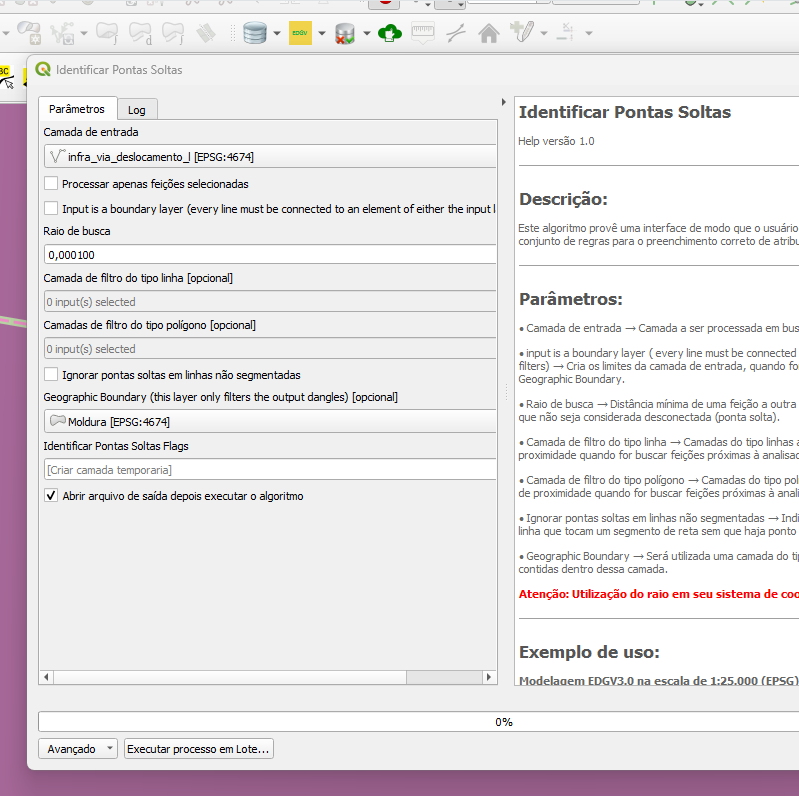 EDGV
BC
Identificar Pontas Soltas
Parâmetros
Log
Camada de entrada
infra_via_deslocamento_l [EPSG:4674]
Processar apenas feições selecionadas
Input is a boundary layer (every line must be connected to an element of either the input l
Raio de busca
0,000100
Camada de filtro do tipo linha [opcional]
0 input(s) selected
Camadas de filtro do tipo polígono [opcional]
0 input(s) selected
Ignorar pontas soltas em linhas não segmentadas
Geographic Boundary (this layer only filters the output dangles) [opcional]
Moldura [EPSG:4674]
Identificar Pontas Soltas Flags
[Criar camada temporaria]
Abrir arquivo de saída depois executar o algoritmo
Identificar Pontas Soltas
Help versão 1.0
Descrição:
Este algoritmo provê uma interface de modo que o usuário
conjunto de regras para o preenchimento correto de atribu
Parâmetros:
• Camada de entrada → Camada a ser processada em bus
• input is a boundary layer ( every line must be connected
filters) → Cria os limites da camada de entrada, quando fo
Geographic Boundary.
• Raio de busca → Distância mínima de uma feição a outra
que não seja considerada desconectada (ponta solta).
• Camada de filtro do tipo linha → Camadas do tipo linhas a
proximidade quando for buscar feições próximas à analisad
• Camada de filtro do tipo polígono → Camadas do tipo pol
de proximidade quando for buscar feições próximas à anali
• Ignorar pontas soltas em linhas não segmentadas → Indi
linha que tocam um segmento de reta sem que haja ponto
• Geographic Boundary → Será utilizada uma camada do tip
contidas dentro dessa camada.
Atenção: Utilização do raio em seu sistema de coo
Exemplo de uso:
Modelagem EDGV3.0 na escala de 1:25.000 (EPSG)
0%
Avançado
Executar processo em Lote...